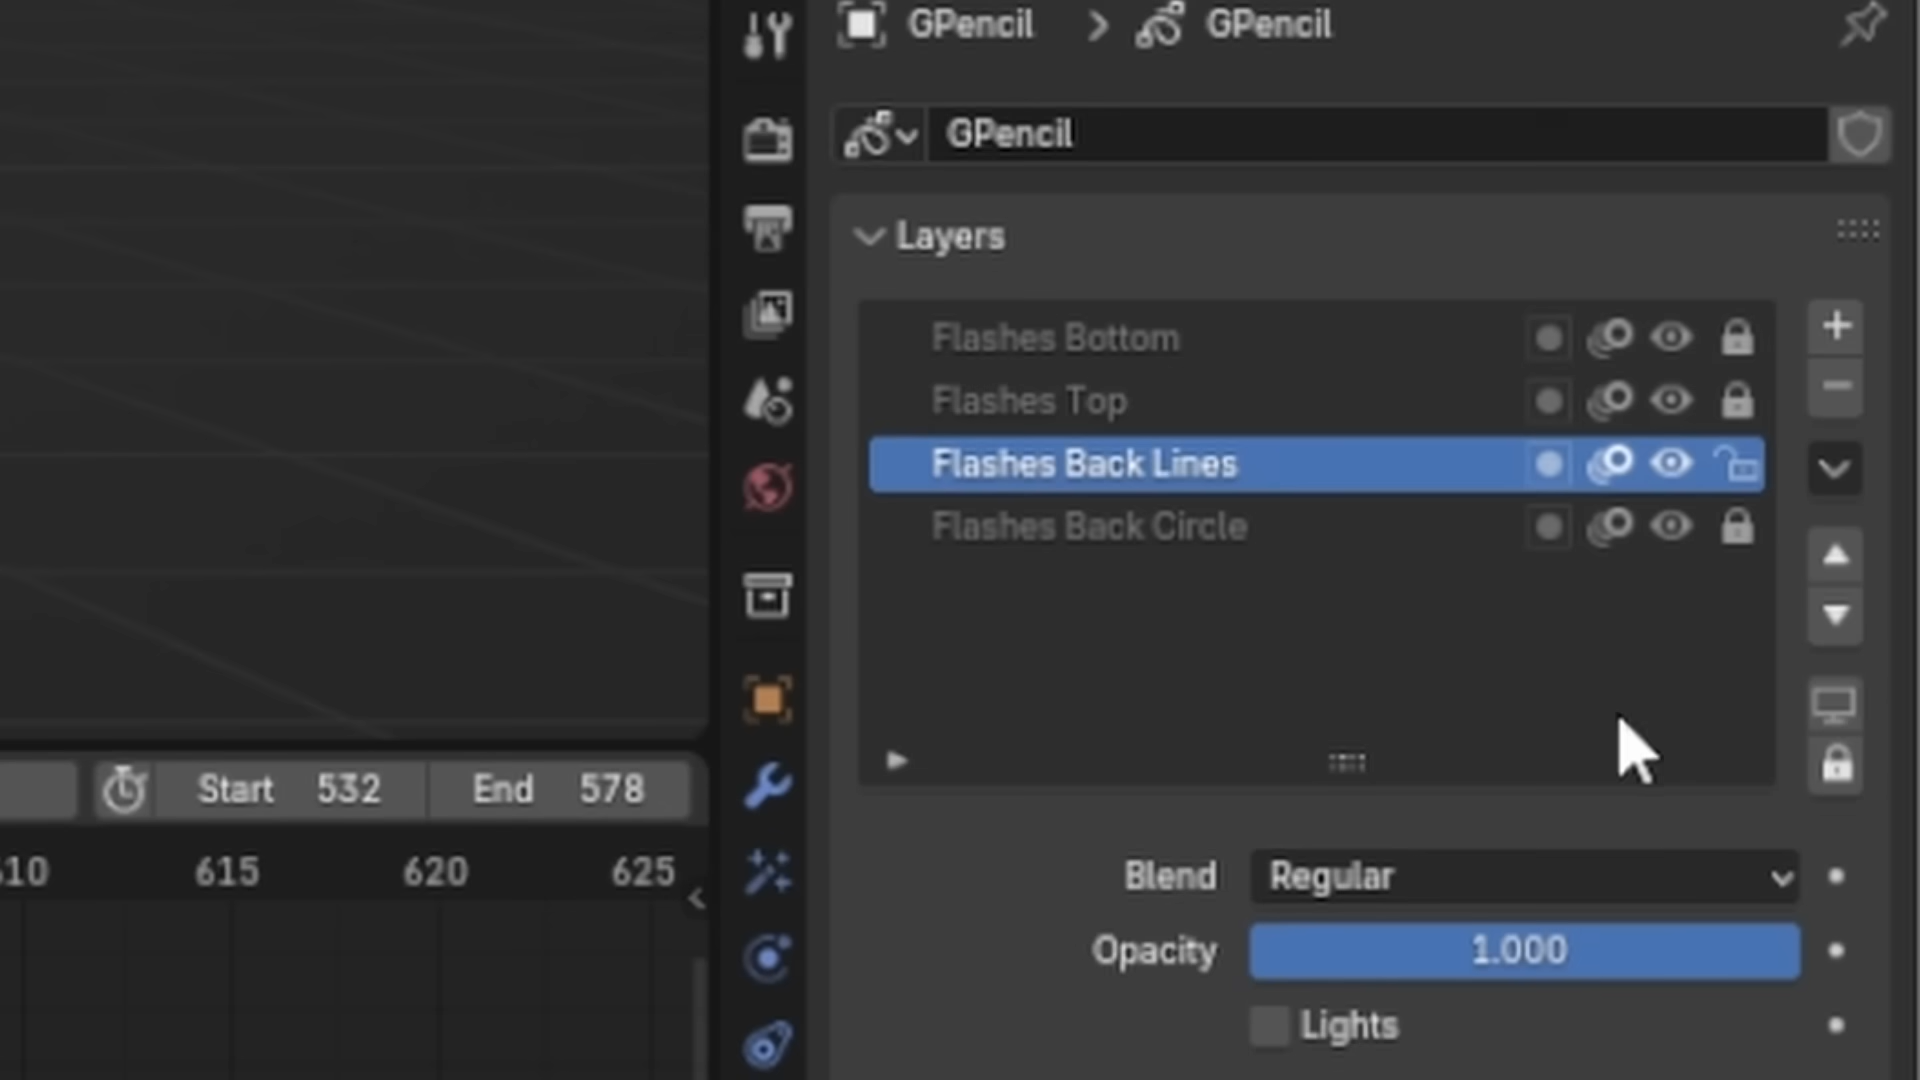 GPencil > GPencil
GPencil
Layers
Flashes Bottom
Flashes Top
Flashes Back Lines
Flashes Back Circle
Start 532 End 578
615 620 625
Blend Regular
Opacity 1.000
Lights